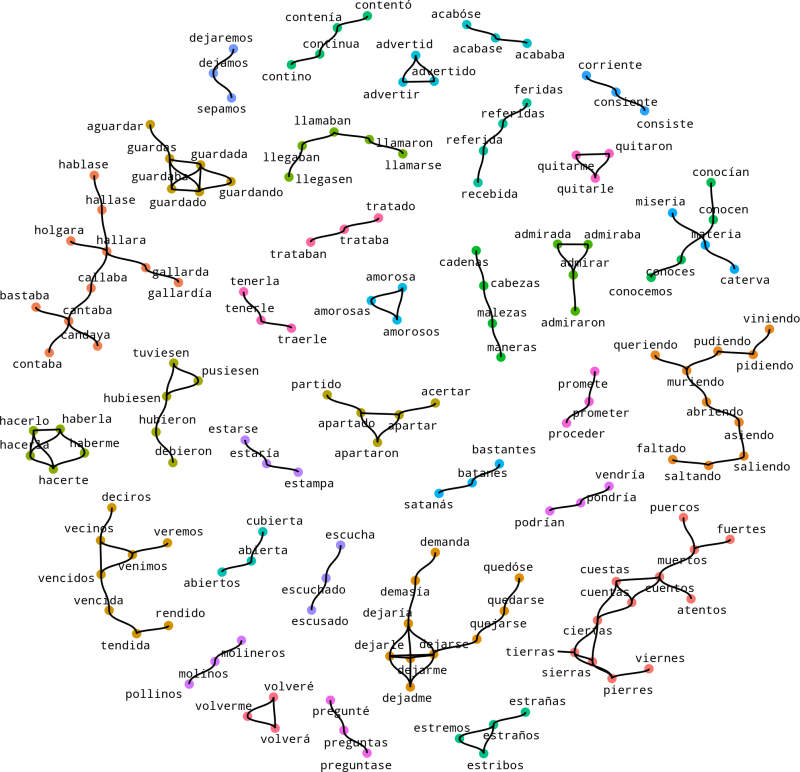 contentó
contenía
continua
contino
acabóse
acabase
acababa
dejaremos
dejamos
sepamos
advertid
advertido
advertir
corriente
consiente
consiste
feridas
referidas
referida
recebida
aguardar
guardas
guardada
guardaba
guardando
guardado
llamaban
llamaron
llegaban
llamarse
llegasen
quitaron
quitarme
quitarle
hablase
hallase
holgara
hallara
gallarda
gallardía
callaba
bastaba
cantaba
candaya
contaba
tratado
trataba
trataban
conocían
miseria
conocen
materia
conoces
caterva
conocemos
admirada
admiraba
admirar
admiraron
cadenas
cabezas
malezas
maneras
tenerla
tenerle
traerle
amorosa
amorosas
amorosos
viniendo
queriendo
pudiendo
pidiendo
muriendo
abriendo
asiendo
faltado
saltando
saliendo
tuviesen
pusiesen
hubiesen
hubieron
debieron
partido
acertar
apartado
apartar
apartaron
promete
prometer
proceder
hacerlo
haberla
hacerla
haberme
hacerte
estarse
estaría
estampa
bastantes
batanes
satanás
vendría
pondría
podrían
deciros
vecinos
veremos
venimos
vencidos
vencida
rendido
tendida
cubierta
abierta
abiertos
escucha
escuchado
escusado
demanda
demasía
quedóse
quedarse
dejaría
quejarse
dejarle
dejarse
dejarme
dejadme
puercos
fuertes
muertos
cuestas
cuentos
cuentas
atentos
ciertas
tierras
sierras
viernes
pierres
molineros
molinos
pollinos
volveré
volverme
volverá
pregunté
preguntas
preguntase
estrañas
estremos
estraños
estribos